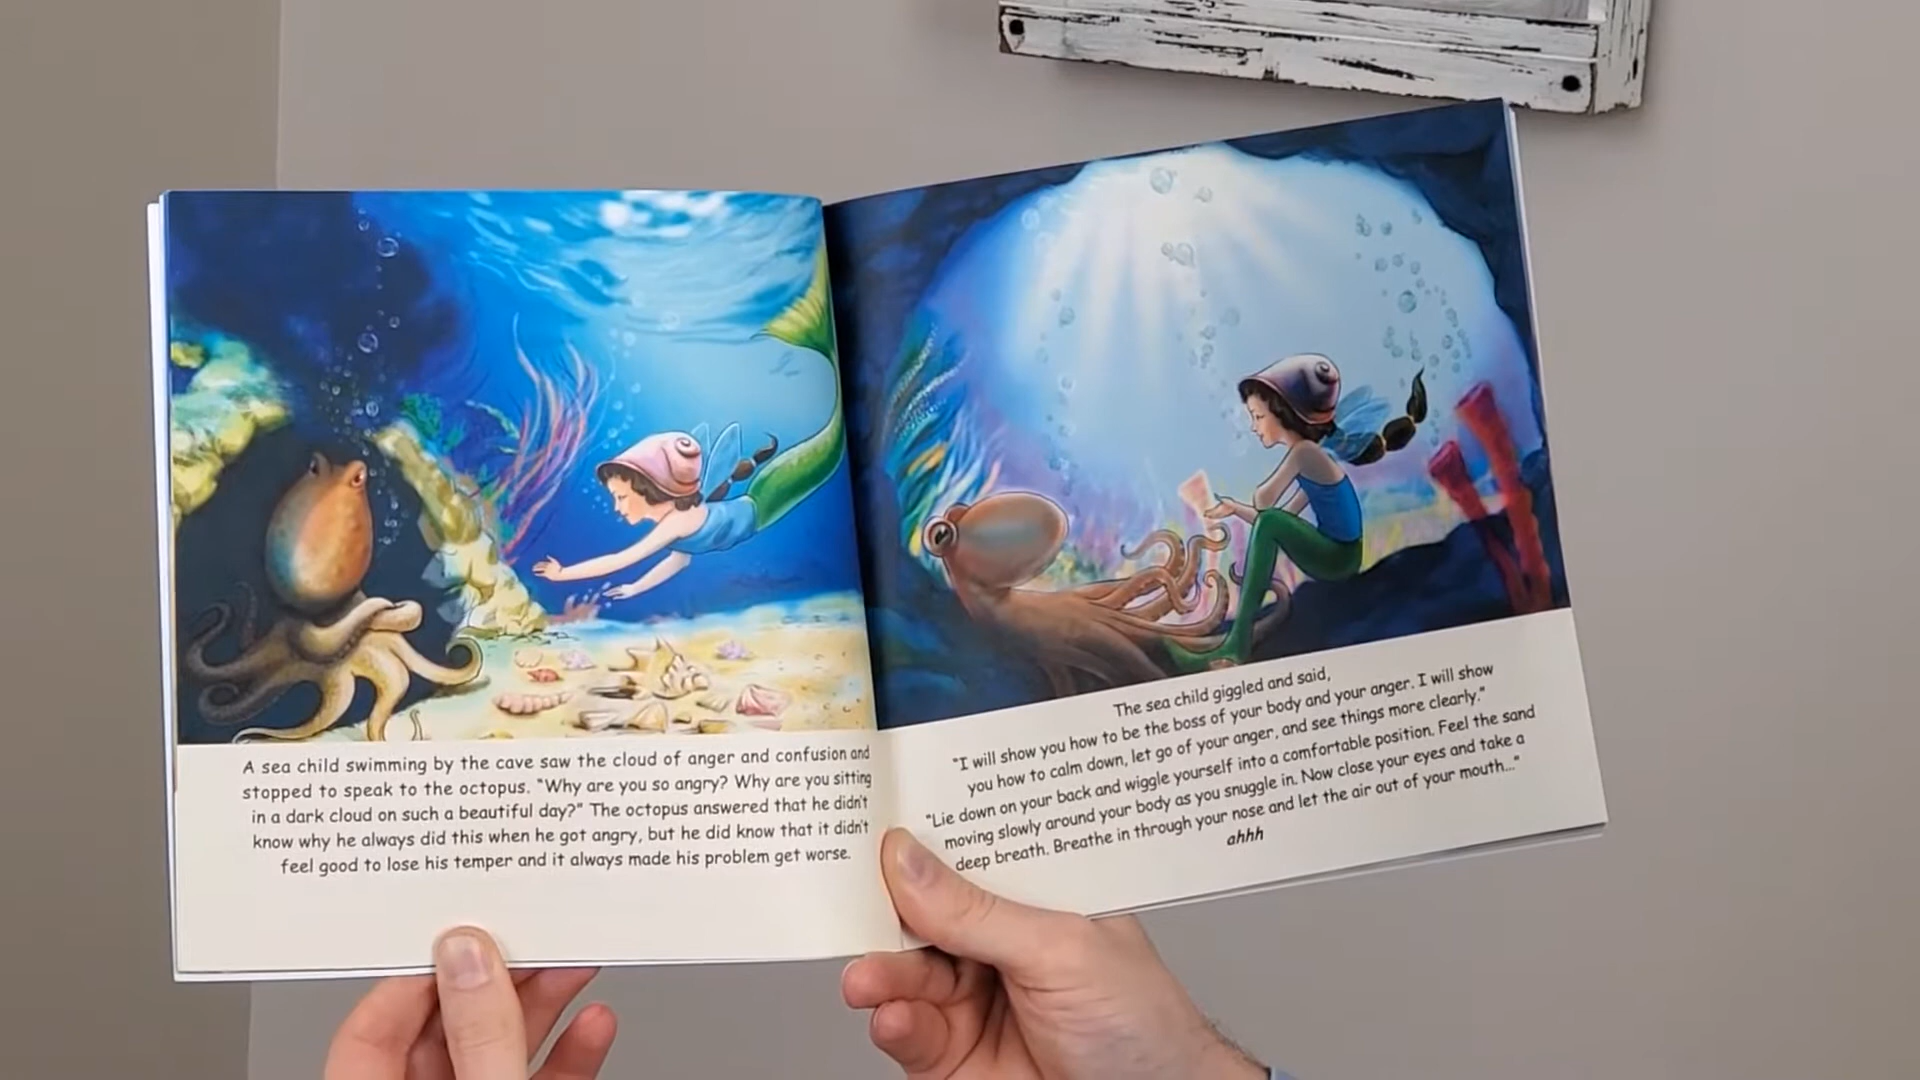 A sea child swimming by the cave saw the cloud of anger and confusion and
stopped to speak to the octopus. "Why are you so angry? Why are you sitting
in a dark cloud on such a beautiful day?" The octopus answered that he didn't
know why he always did this when he got angry, but he did know that it didn't
feel good to lose his temper and it always made his problem get worse.
The sea child giggled and said,
"I will show you how to be the boss of your body and your anger. I will show
you how to calm down, let go of your anger, and see things more clearly."
"Lie down on your back and wiggle yourself into a comfortable position. Feel the sand
moving slowly around your body as you snuggle in. Now close your eyes and take a
deep breath. Breathe in through your nose and let the air out of your mouth..."
ahhh